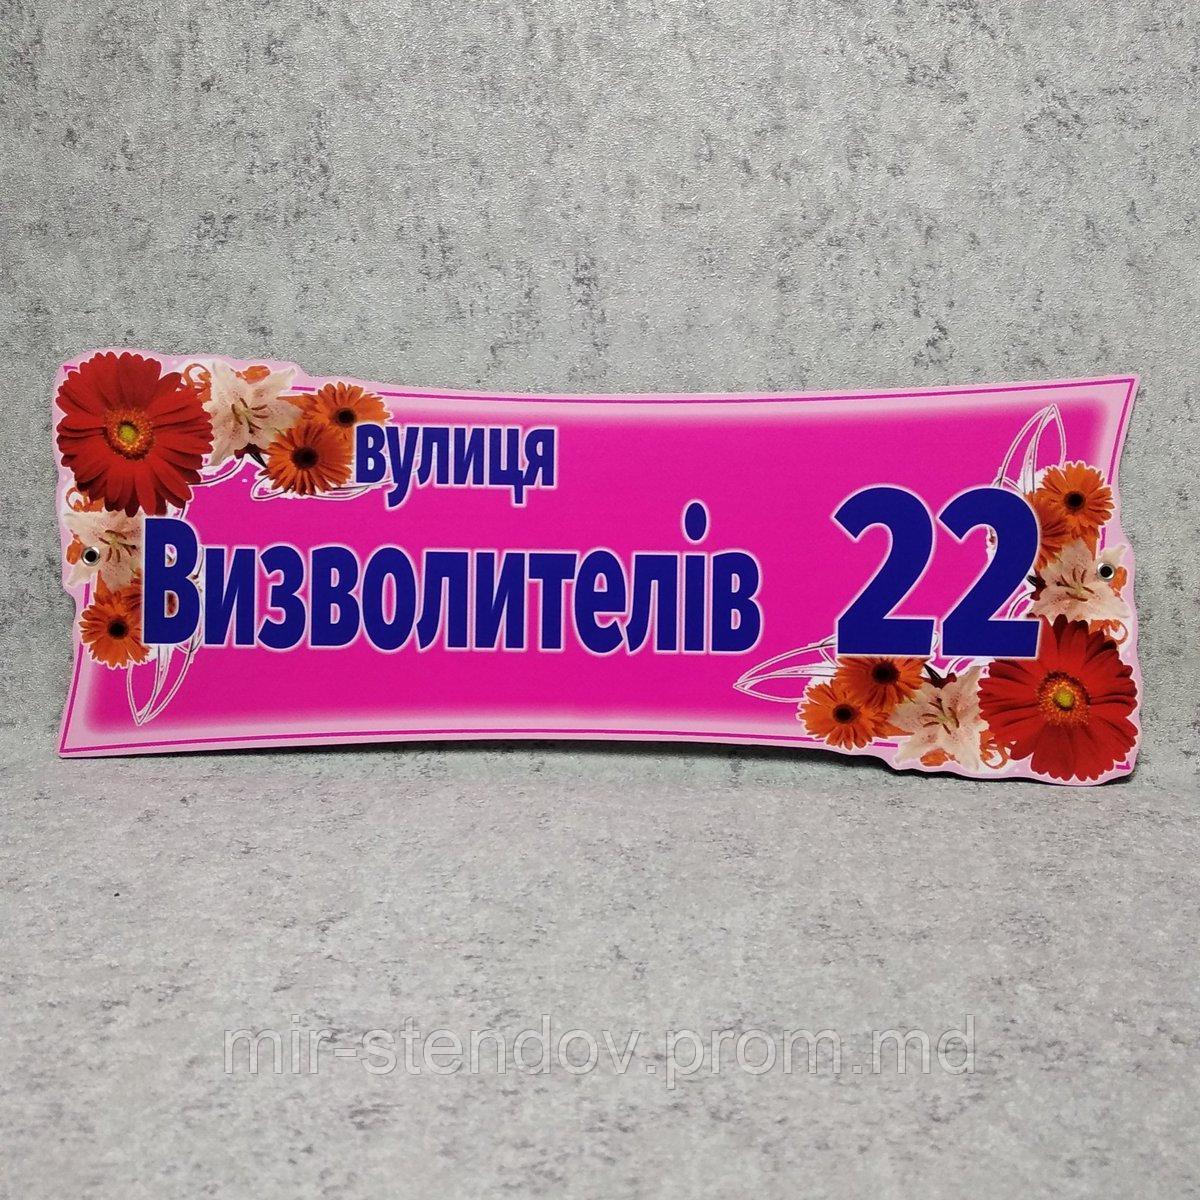 вулиця
Визволителів 22
mir-stendov.prom.md